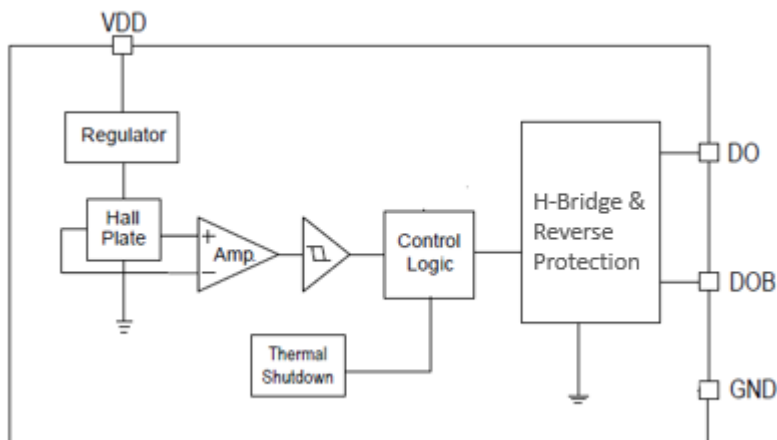 VDD
Regulator
Hall
Plate
+
−
Amp.
Control
Logic
Thermal
Shutdown
H-Bridge &
Reverse
Protection
DO
DOB
GND